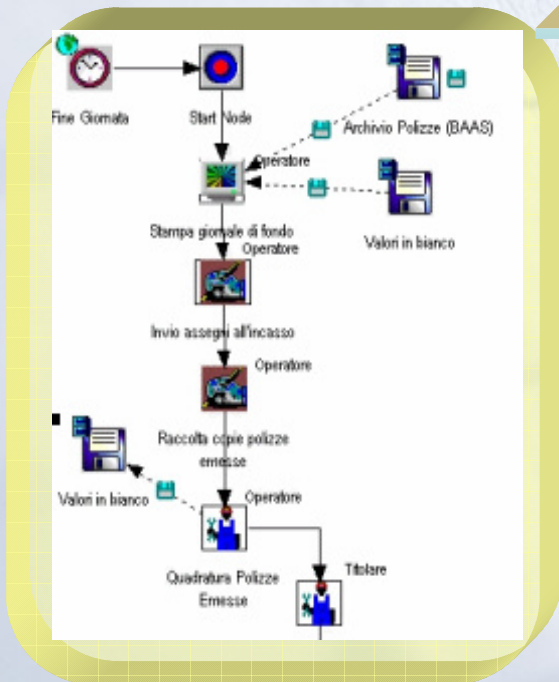 Fine Giornata
Start Node
Archivio Polizze (BAAS)
Operatore
Valori in bianco
Stampa giornale di fondo
Operatore
Invio assegni all'incasso
Operatore
Raccolta copie polizze
emesse
Valori in bianco
Operatore
Quadratura Polizze
Emesse
Titolare